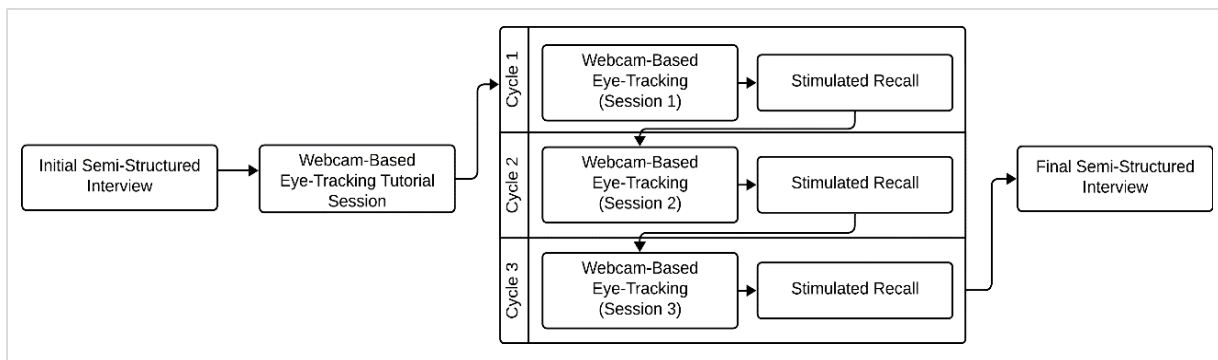 Initial Semi-Structured
Interview
Webcam-Based
Eye-Tracking Tutorial
Session
Cycle 1
Webcam-Based
Eye-Tracking
(Session 1)
Stimulated Recall
Cycle 2
Webcam-Based
Eye-Tracking
(Session 2)
Stimulated Recall
Cycle 3
Webcam-Based
Eye-Tracking
(Session 3)
Stimulated Recall
Final Semi-Structured
Interview